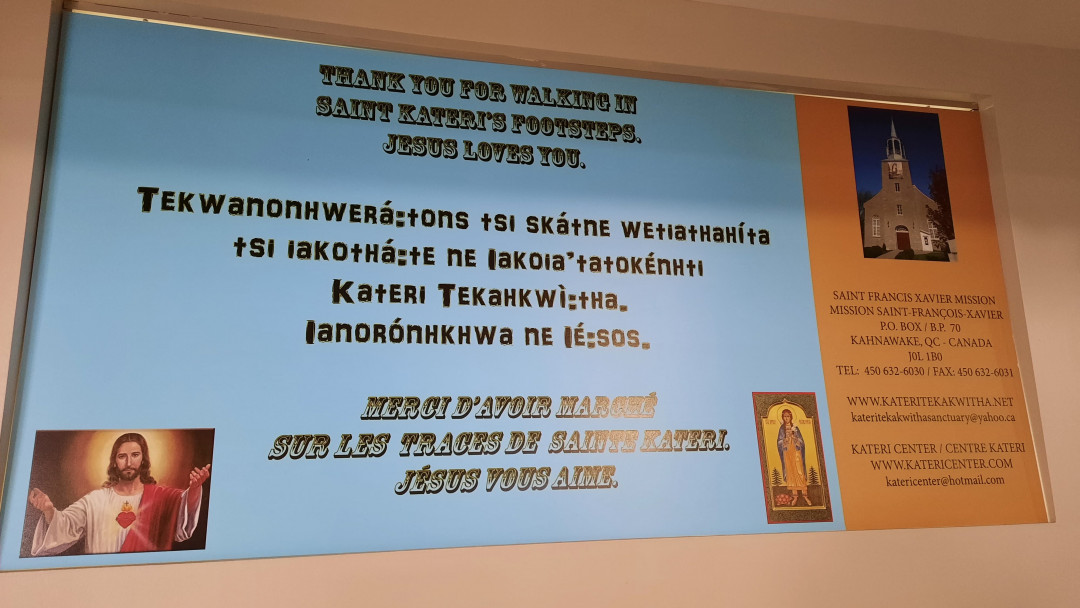 THANK YOU FOR WALKING IN
SAINT KATERI'S FOOTSTEPS.
JESUS LOVES YOU.
Tekwanonhwerá:tons tsi skátne wetiathahíta
tsi iakothá:te ne Iakoia'tatokénhti
Kateri Tekahkwì:tha.
Ianorónhkhwa ne Ié:sos.
MERCI D'AVOIR MARCHÉ
SUR LES TRACES DE SAINTE KATERI.
JÉSUS VOUS AIME.
SAINT FRANCIS XAVIER MISSION
MISSION SAINT-FRANÇOIS-XAVIER
P.O. BOX / B.P. 70
KAHNAWAKE, QC - CANADA
J0L 1B0
TEL: 450 632-6030 / FAX: 450 632-6031
WWW.KATERITEKAKWITHA.NET
kateritekakwithasanctuary@yahoo.ca
KATERI CENTER / CENTRE KATERI
WWW.KATERICENTER.COM
katericenter@hotmail.com